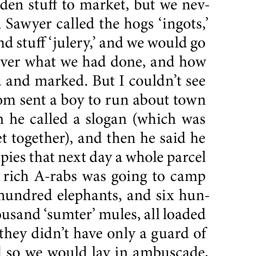 den stuff to market, but we nev-
Sawyer called the hogs ‘ingots,’
nd stuff ‘julery,’ and we would go
ver what we had done, and how
and marked. But I couldn’t see
om sent a boy to run about town
he called a slogan (which was
et together), and then he said he
pies that next day a whole parcel
rich A-rabs was going to camp
hundred elephants, and six hun-
ousand ‘sumter’ mules, all loaded
they didn’t have only a guard of
so we would lay in ambuscade,